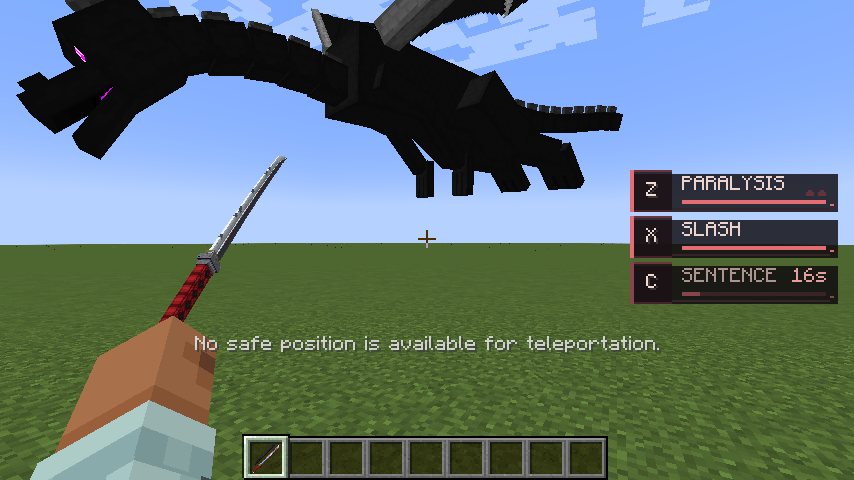 Z PARALYSIS
X SLASH
C SENTENCE 16s
No safe position is available for teleportation.